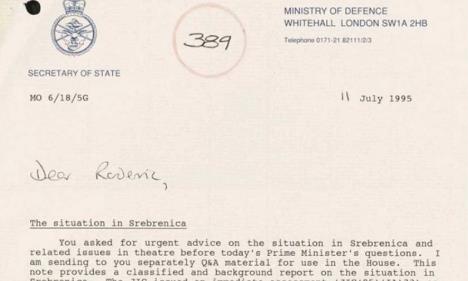 MINISTRY OF DEFENCE
WHITEHALL LONDON SW1A 2HB
Telephone 0171-21 82111/2/3
389
SECRETARY OF STATE
MO 6/18/5G
11 July 1995
Dear Roderic,
The situation in Srebrenica
You asked for urgent advice on the situation in Srebrenica and
related issues in theatre before today's Prime Minister's questions. I
am sending to you separately Q&A material for use in the House. This
note provides a classified and background report on the situation in